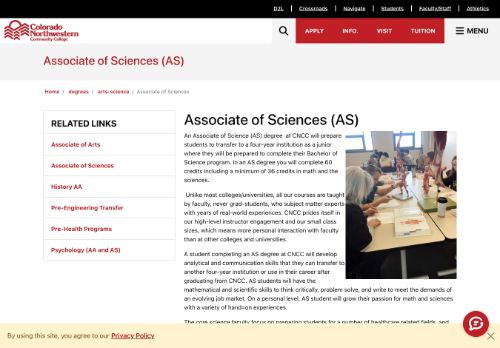 D2L | Crossroads | Navigate | Students | Faculty/Staff | Athletics
Colorado
Northwestern
Community College
APPLY INFO. VISIT TUITION MENU
Associate of Sciences (AS)
Home / degrees / arts-science / Associate of Sciences
RELATED LINKS
Associate of Arts
Associate of Sciences
History AA
Pre-Engineering Transfer
Pre-Health Programs
Psychology (AA and AS)
Associate of Sciences (AS)
An Associate of Science (AS) degree at CNCC will prepare
students to transfer to a four-year institution as a junior
where they will be prepared to complete their Bachelor of
Science program. In an AS degree you will complete 60
credits including a minimum of 36 credits in math and the
sciences.
Unlike most colleges/universities, all our courses are taught
by faculty, never grad-students, who subject matter experts
with years of real-world experiences. CNCC prides itself in
our high-level instructor engagement and our small class
sizes, which means more personal interaction with faculty
than at other colleges and universities.
A student completing an AS degree at CNCC will develop
analytical and communication skills that they can transfer to
another four-year institution or use in their career after
graduating from CNCC. AS students will have the
mathematical and scientific skills to think critically, problem solve, and write to meet the demands of
an evolving job market. On a personal level, AS student will grow their passion for math and sciences
with a variety of hand=on experiences.
The core science faculty focus on preparing students for a number of healthcare related fields, and
By using this site, you agree to our Privacy Policy